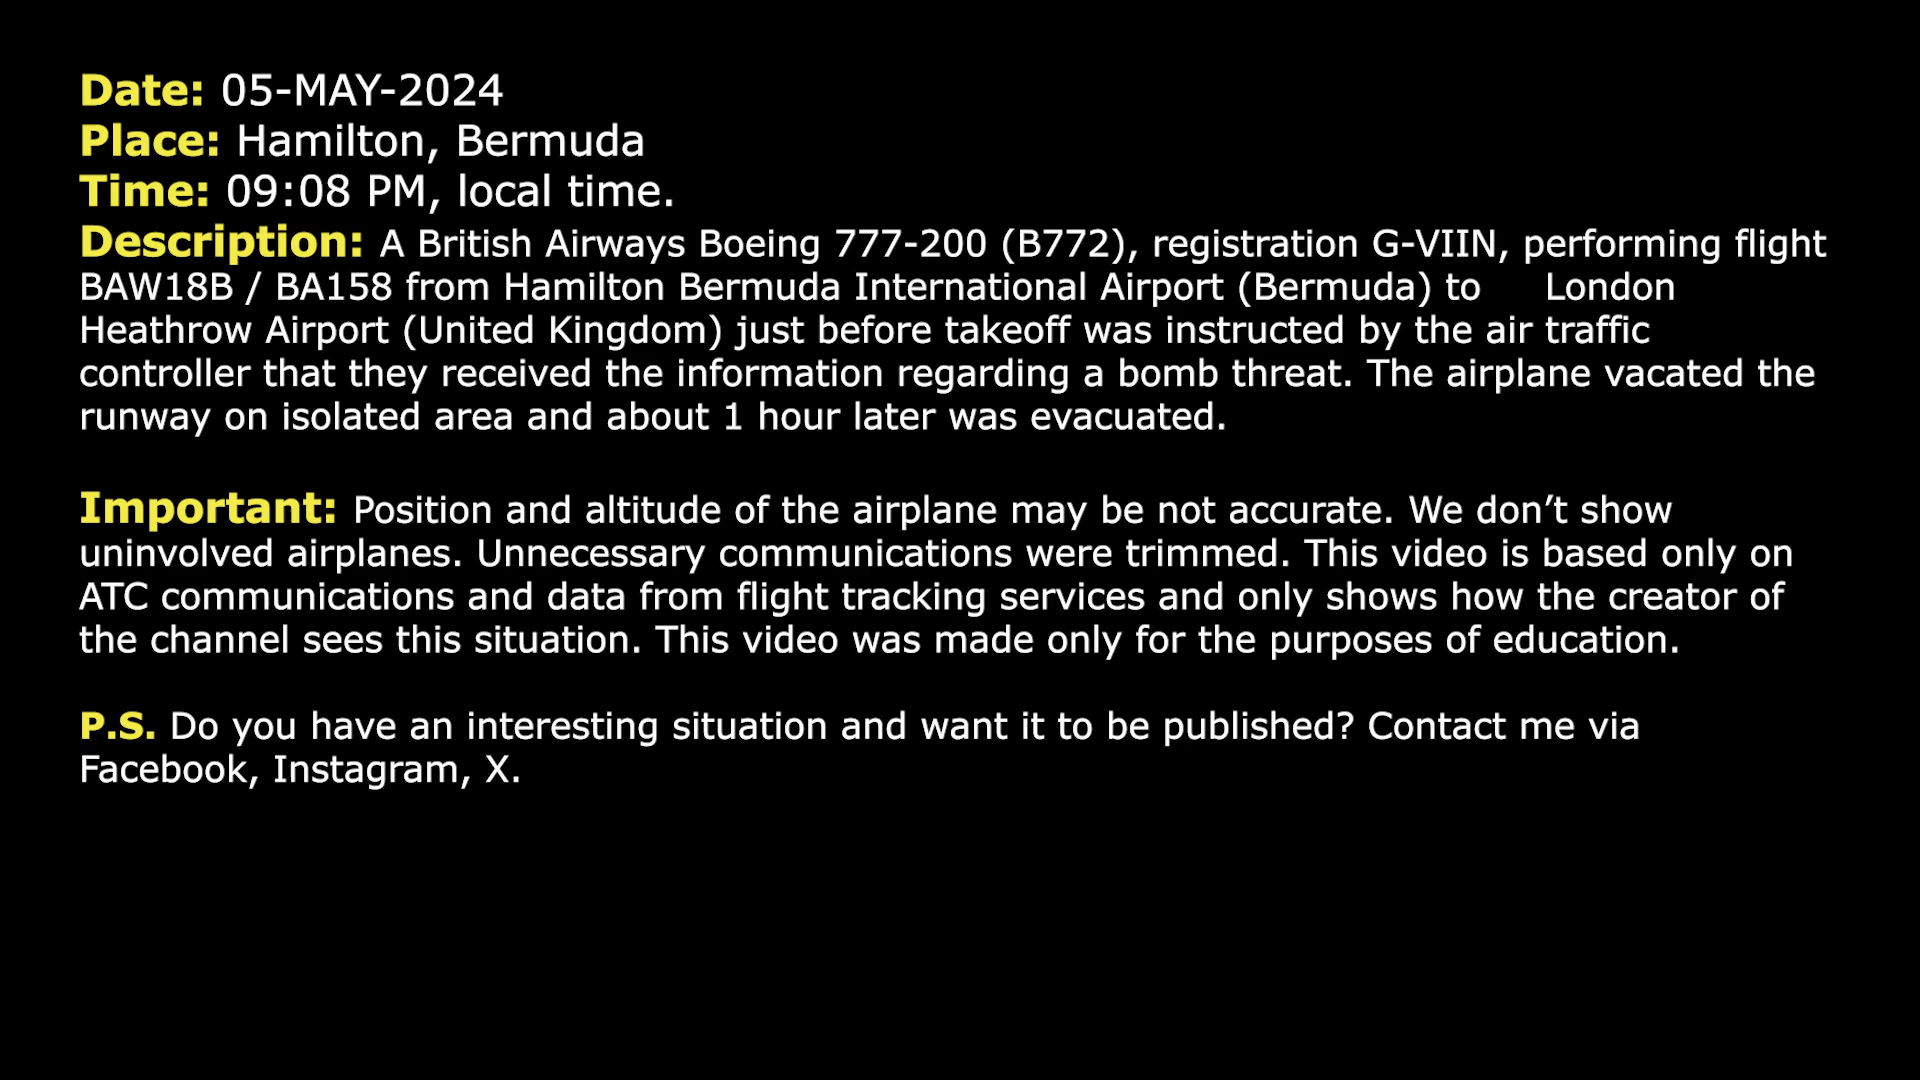 Date: 05-MAY-2024
Place: Hamilton, Bermuda
Time: 09:08 PM, local time.
Description: A British Airways Boeing 777-200 (B772), registration G-VIIN, performing flight
BAW18B / BA158 from Hamilton Bermuda International Airport (Bermuda) to London
Heathrow Airport (United Kingdom) just before takeoff was instructed by the air traffic
controller that they received the information regarding a bomb threat. The airplane vacated the
runway on isolated area and about 1 hour later was evacuated.
Important: Position and altitude of the airplane may be not accurate. We don’t show
uninvolved airplanes. Unnecessary communications were trimmed. This video is based only on
ATC communications and data from flight tracking services and only shows how the creator of
the channel sees this situation. This video was made only for the purposes of education.
P.S. Do you have an interesting situation and want it to be published? Contact me via
Facebook, Instagram, X.